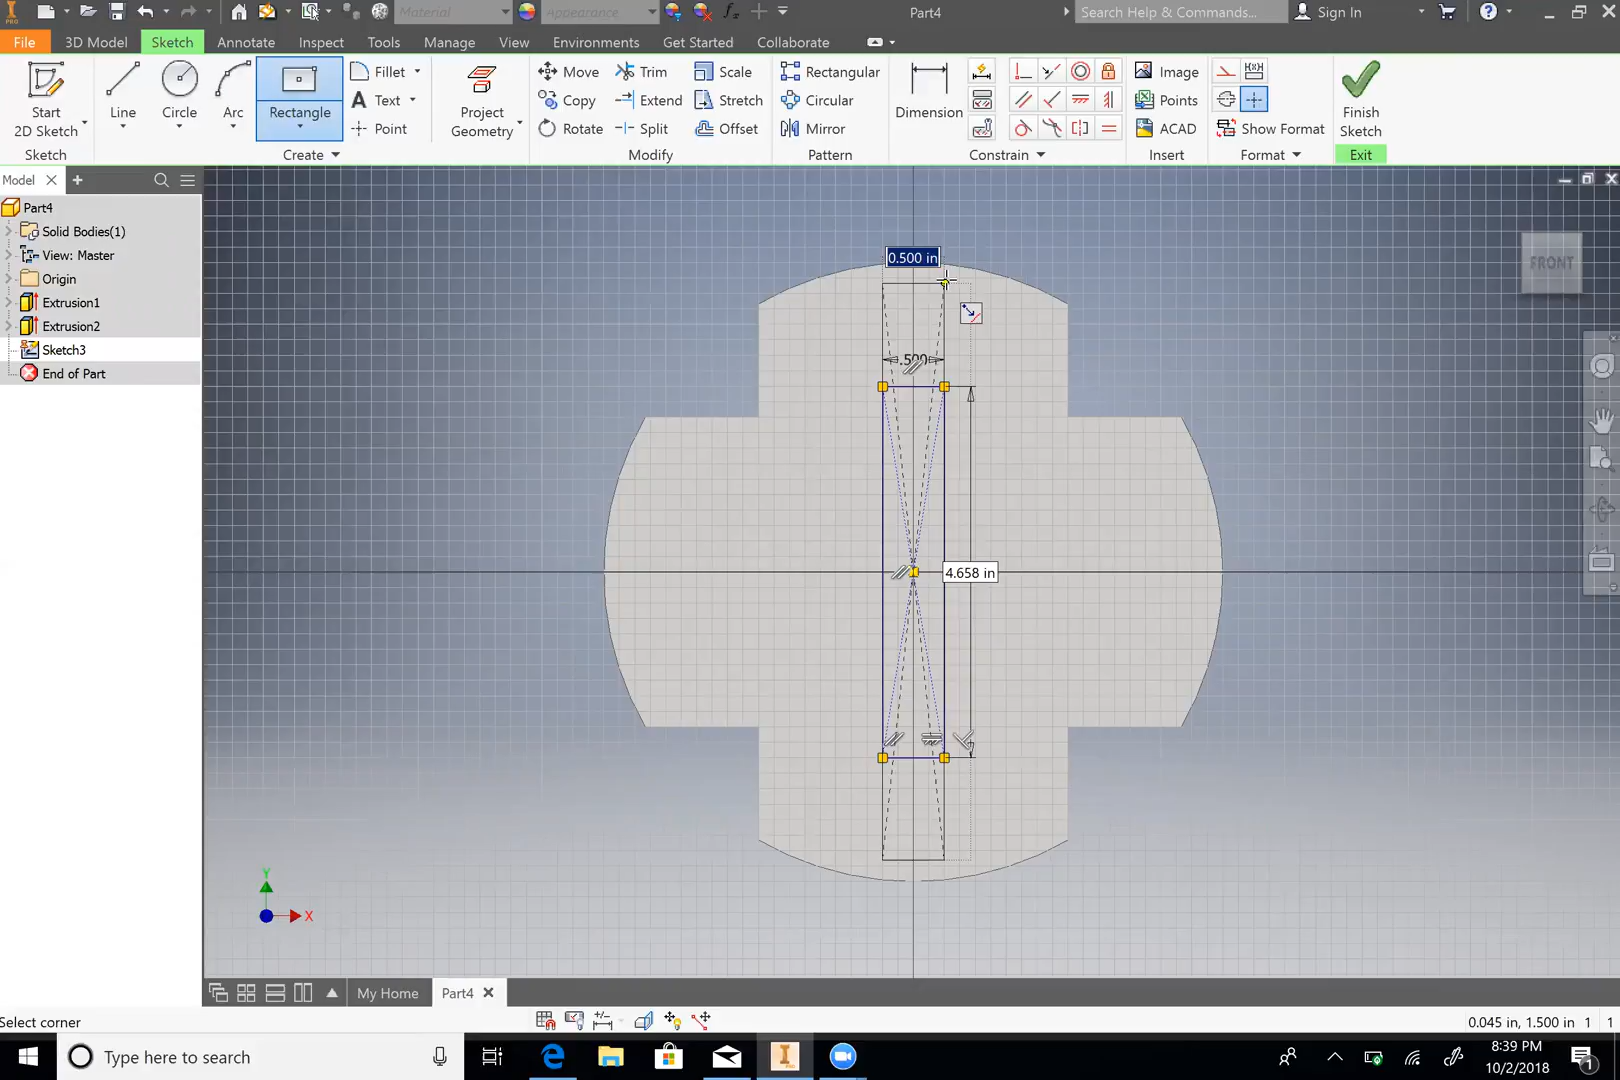 PRO
Material
Appearance
Part4
Search Help & Commands...
Sign In
File
3D Model
Sketch
Annotate
Inspect
Tools
Manage
View
Environments
Get Started
Collaborate
Start
2D Sketch
Line
Circle
Arc
Rectangle
Fillet
Text
Point
Project
Geometry
Move
Copy
Rotate
Trim
Extend
Split
Scale
Stretch
Offset
Rectangular
Circular
Mirror
Dimension
Image
Points
ACAD
Show Format
Finish
Sketch
Sketch
Create
Modify
Pattern
Constrain
Insert
Format
Exit
Model
Part4
Solid Bodies(1)
View: Master
Origin
Extrusion1
Extrusion2
Sketch3
End of Part
0.500 in
FRONT
.500
4.658 in
Y
X
My Home
Part4
Select corner
0.045 in, 1.500 in
1
1
Type here to search
8:39 PM
10/2/2018
1